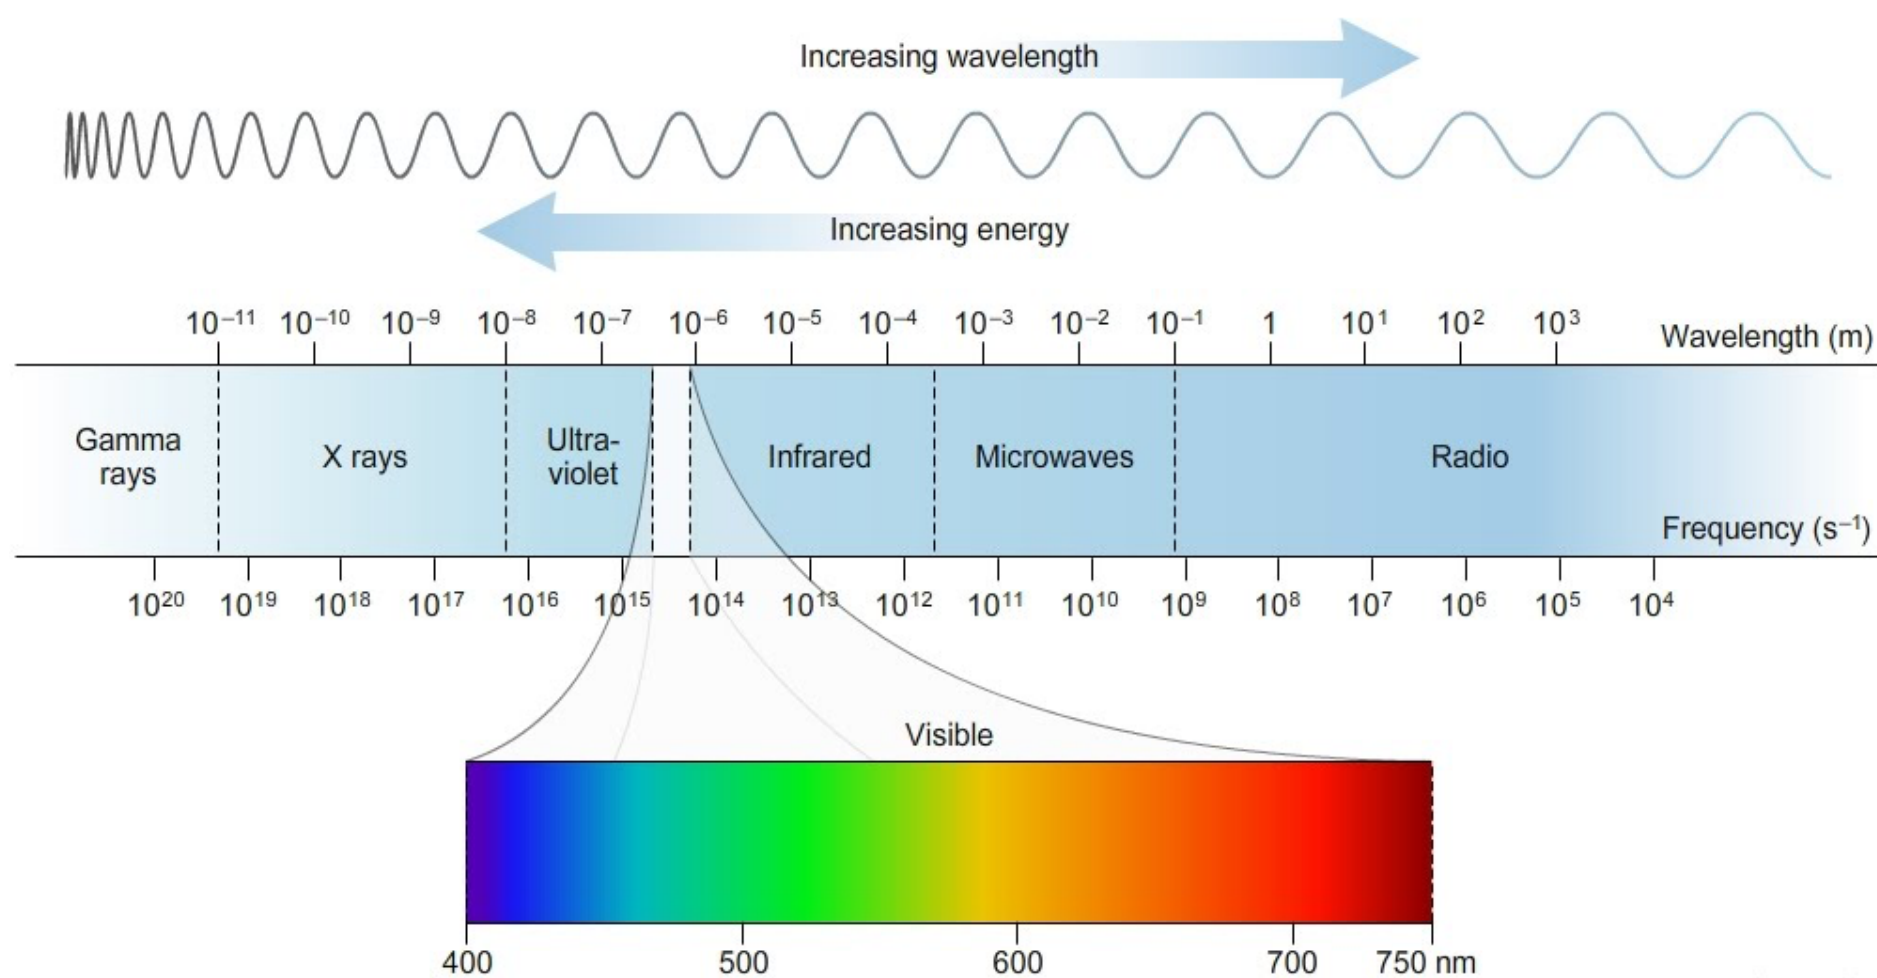 Increasing wavelength
Increasing energy
10⁻¹¹ 10⁻¹⁰ 10⁻⁹ 10⁻⁸ 10⁻⁷ 10⁻⁶ 10⁻⁵ 10⁻⁴ 10⁻³ 10⁻² 10⁻¹ 1 10¹ 10² 10³ Wavelength (m)
Gamma
rays
X rays
Ultra-
violet
Infrared
Microwaves
Radio
Frequency (s⁻¹)
10²⁰ 10¹⁹ 10¹⁸ 10¹⁷ 10¹⁶ 10¹⁵ 10¹⁴ 10¹³ 10¹² 10¹¹ 10¹⁰ 10⁹ 10⁸ 10⁷ 10⁶ 10⁵ 10⁴
Visible
400 500 600 700 750 nm